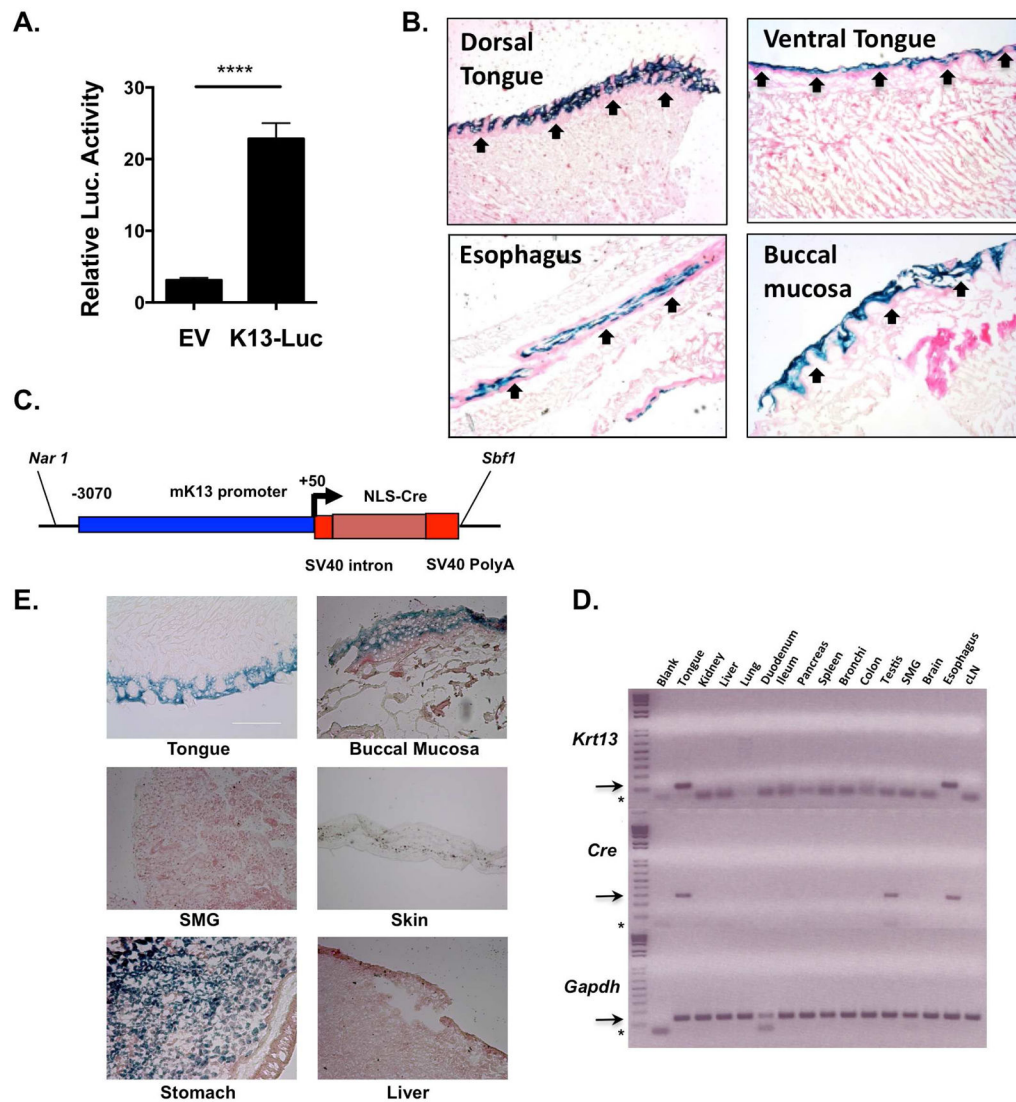 A.
****
Relative Luc. Activity
30
20
10
0
EV K13-Luc
B.
Dorsal
Tongue
Ventral Tongue
Esophagus
Buccal
mucosa
C.
Nar 1
-3070
mK13 promoter
+50
NLS-Cre
Sbf1
SV40 intron
SV40 PolyA
E.
Tongue
Buccal Mucosa
SMG
Skin
Stomach
Liver
D.
Blank
Tongue
Kidney
Liver
Lung
Duodenum
Ileum
Pancreas
Spleen
Bronchi
Colon
Testis
SMG
Brain
Esophagus
cLN
Krt13
*
Cre
*
Gapdh
*